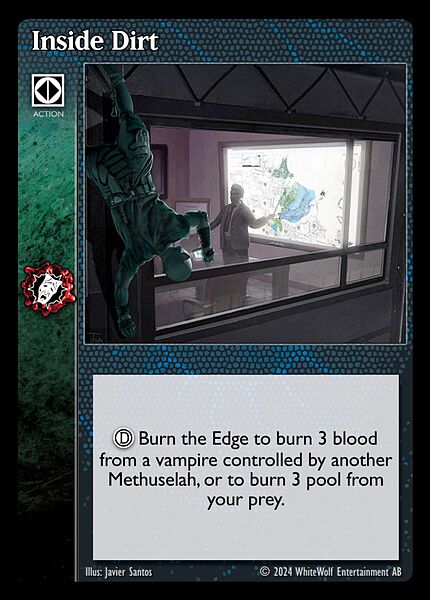 Inside Dirt
ACTION
Ⓓ Burn the Edge to burn 3 blood
from a vampire controlled by another
Methuselah, or to burn 3 pool from
your prey.
Illus: Javier Santos © 2024 WhiteWolf Entertainment AB